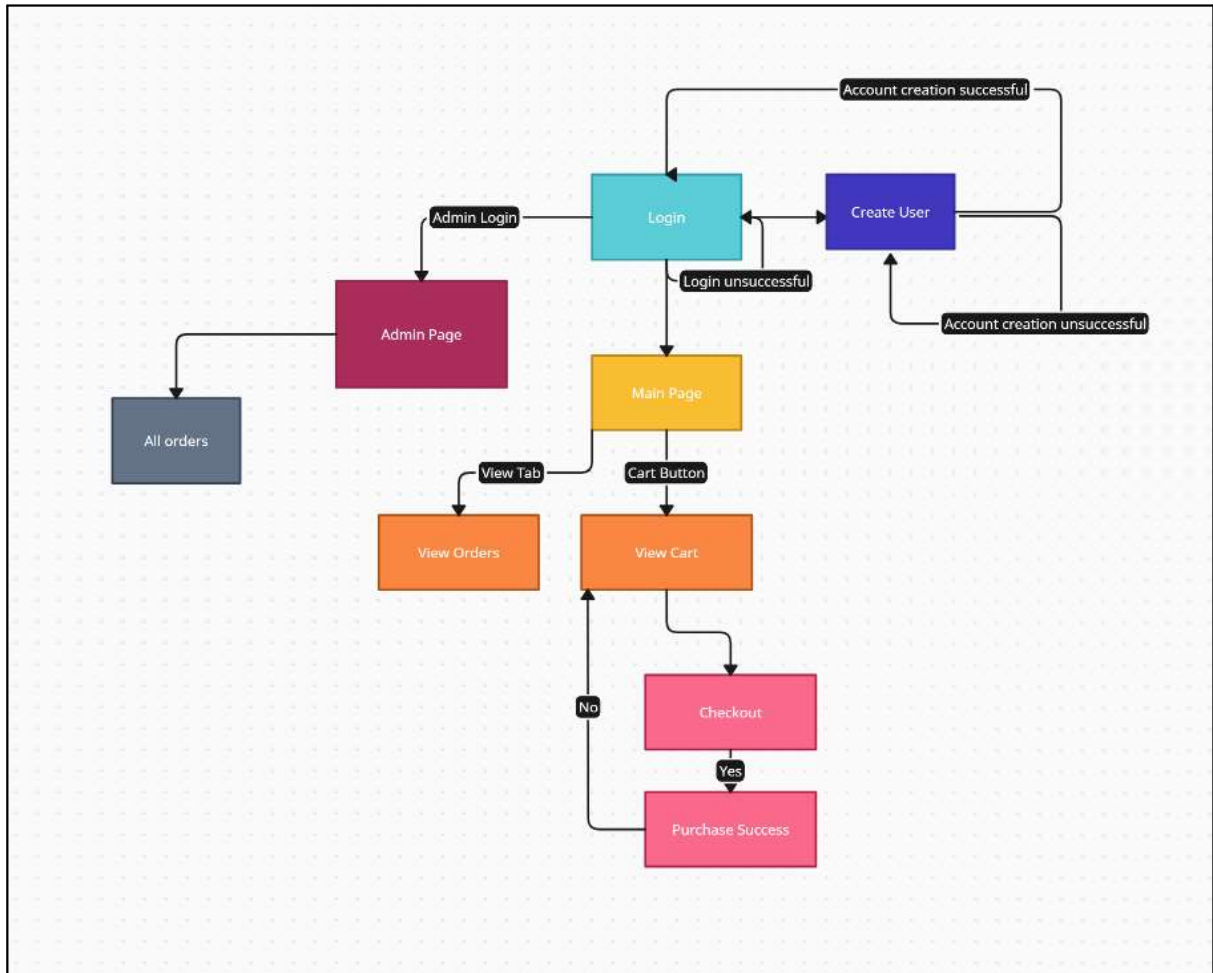 Account creation successful
Login
Create User
Admin Login
Login unsuccessful
Account creation unsuccessful
Admin Page
Main Page
All orders
View Tab
Cart Button
View Orders
View Cart
No
Checkout
Yes
Purchase Success